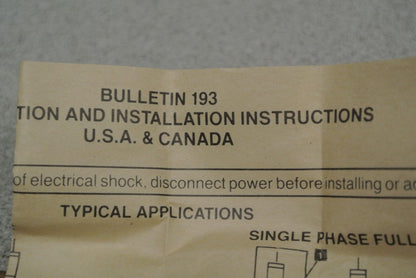 BULLETIN 193
TION AND INSTALLATION INSTRUCTIONS
U.S.A. & CANADA
of electrical shock, disconnect power before installing or
TYPICAL APPLICATIONS
SINGLE PHASE FULL
1